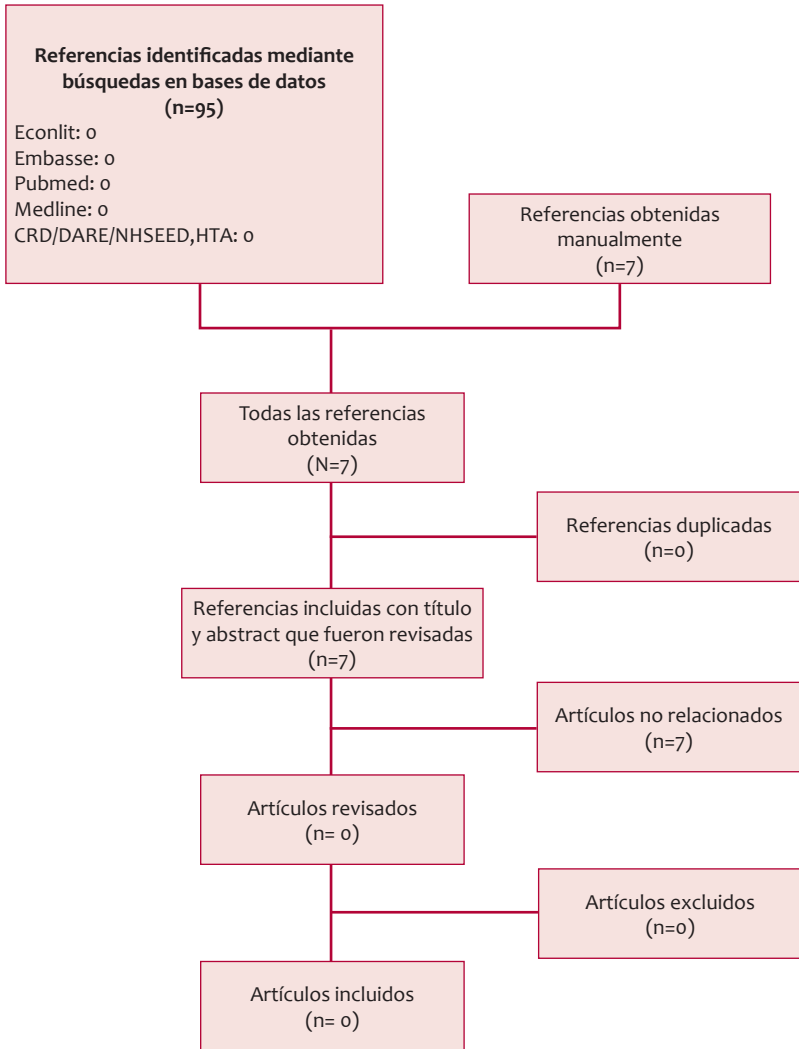 Referencias identificadas mediante
búsquedas en bases de datos
(n=95)
Econlit: 0
Embasse: 0
Pubmed: 0
Medline: 0
CRD/DARE/NHSEED,HTA: 0
Referencias obtenidas
manualmente
(n=7)
Todas las referencias
obtenidas
(N=7)
Referencias duplicadas
(n=0)
Referencias incluidas con título
y abstract que fueron revisadas
(n=7)
Artículos no relacionados
(n=7)
Artículos revisados
(n= 0)
Artículos excluidos
(n=0)
Artículos incluidos
(n= 0)